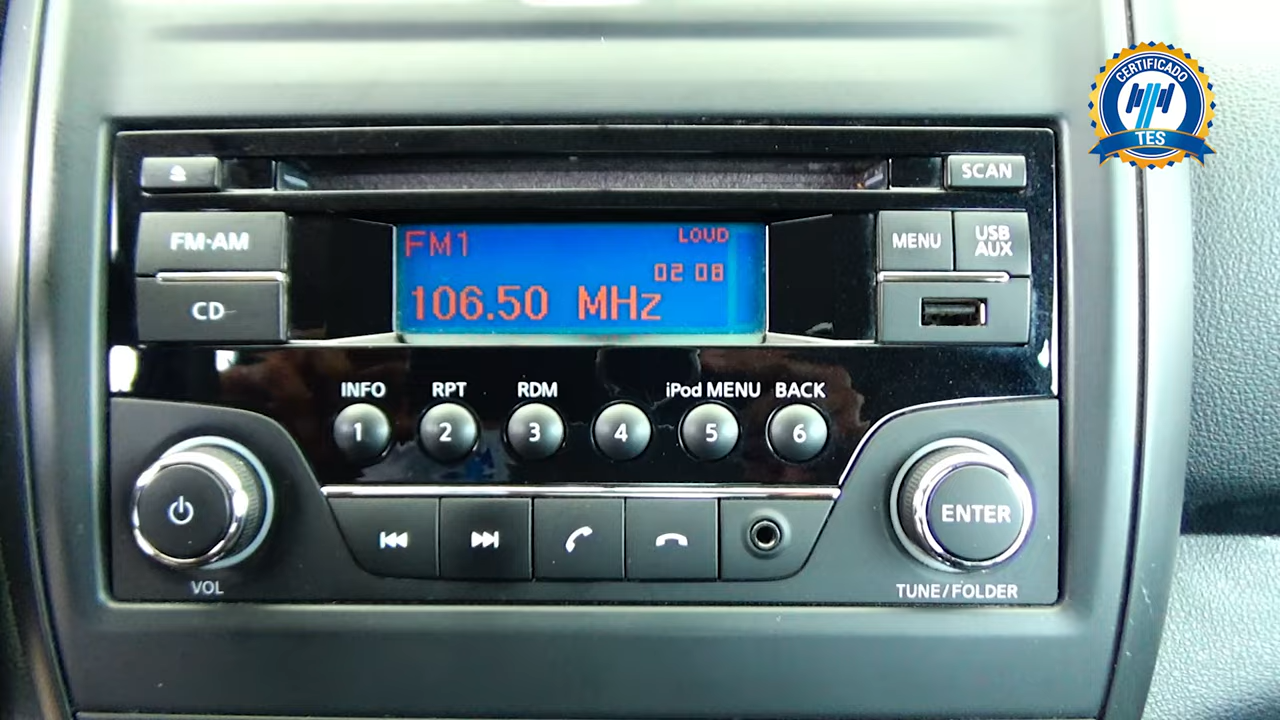 CERTIFICADO
TES
SCAN
FM·AM
FM1
LOUD
MENU
USB
AUX
02 08
CD
106.50 MHz
INFO
RPT
RDM
iPod MENU
BACK
1
2
3
4
5
6
ENTER
VOL
TUNE/FOLDER